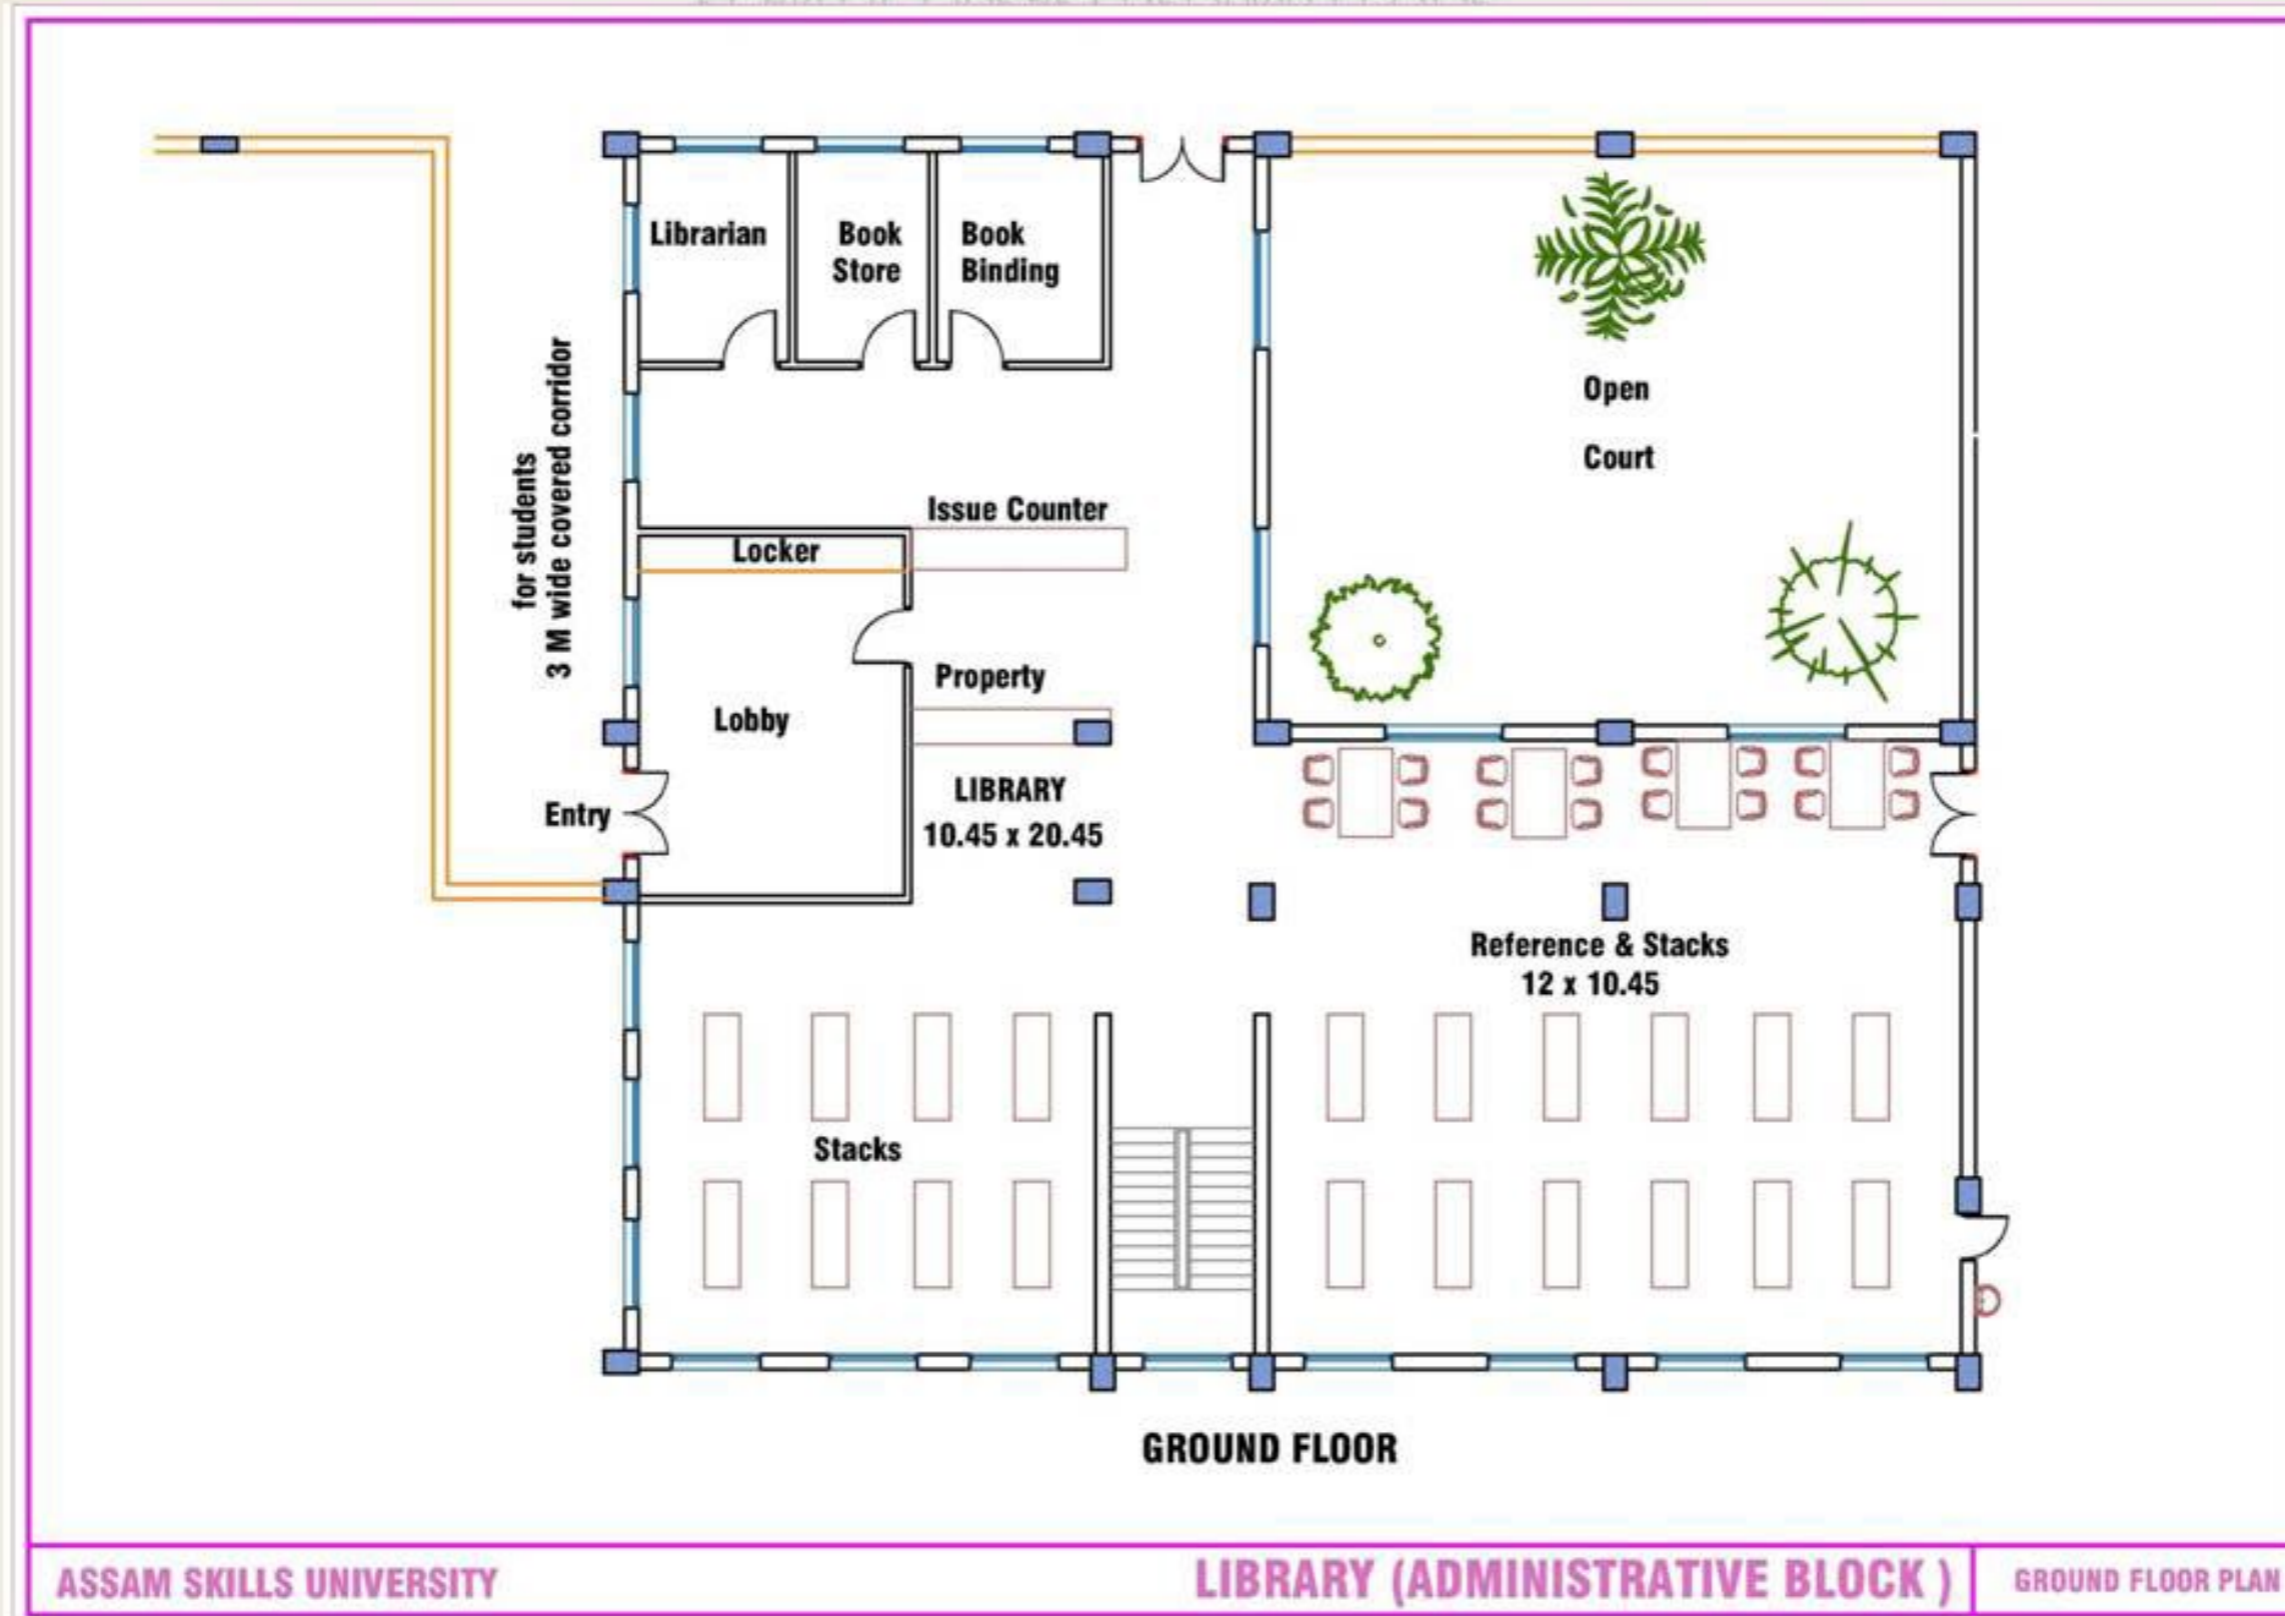 Librarian
Book
Store
Book
Binding
Open
Court
for students
3 M wide covered corridor
Issue Counter
Locker
Property
Lobby
LIBRARY
10.45 x 20.45
Entry
Reference & Stacks
12 x 10.45
Stacks
GROUND FLOOR
ASSAM SKILLS UNIVERSITY
LIBRARY (ADMINISTRATIVE BLOCK )
GROUND FLOOR PLAN